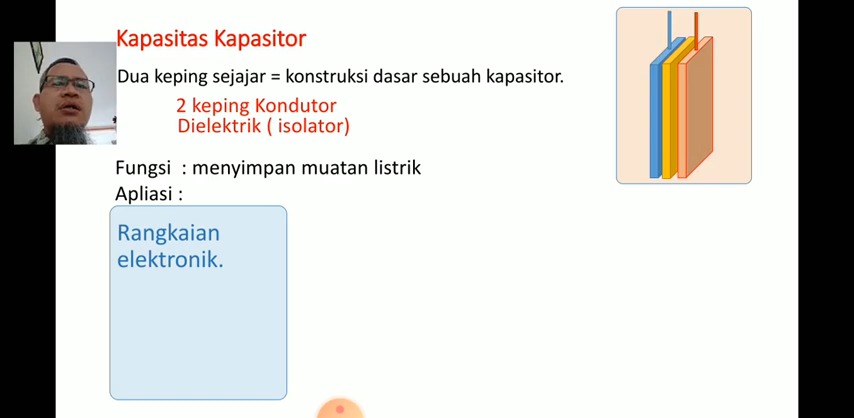 Kapasitas Kapasitor
Dua keping sejajar = konstruksi dasar sebuah kapasitor.
2 keping Kondutor
Dielektrik ( isolator)
Fungsi : menyimpan muatan listrik
Apliasi :
Rangkaian
elektronik.